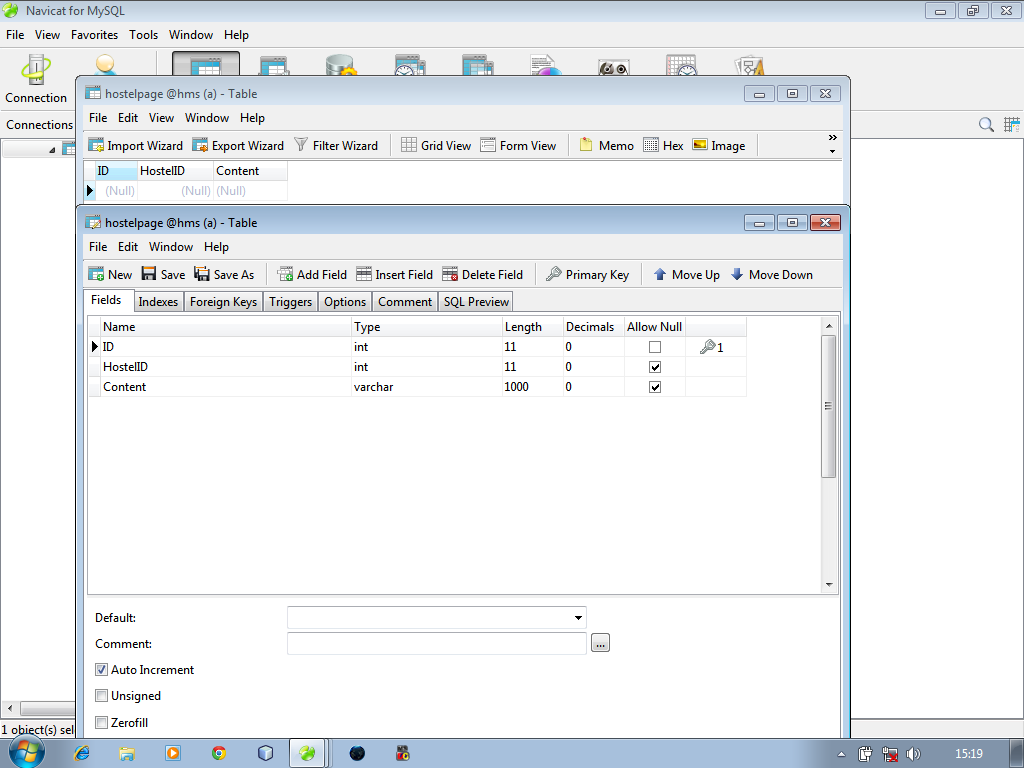 Navicat for MySQL
File View Favorites Tools Window Help
Connection
Connections
hostelpage @hms (a) - Table
File Edit View Window Help
Import Wizard Export Wizard Filter Wizard Grid View Form View Memo Hex Image »
ID HostelID Content
(Null) (Null) (Null)
hostelpage @hms (a) - Table
File Edit Window Help
New Save Save As Add Field Insert Field Delete Field Primary Key Move Up Move Down
Fields Indexes Foreign Keys Triggers Options Comment SQL Preview
Name Type Length Decimals Allow Null
ID int 11 0 1
HostelID int 11 0
Content varchar 1000 0
Default:
Comment: ...
Auto Increment
Unsigned
Zerofill
1 object(s) sel
15:19